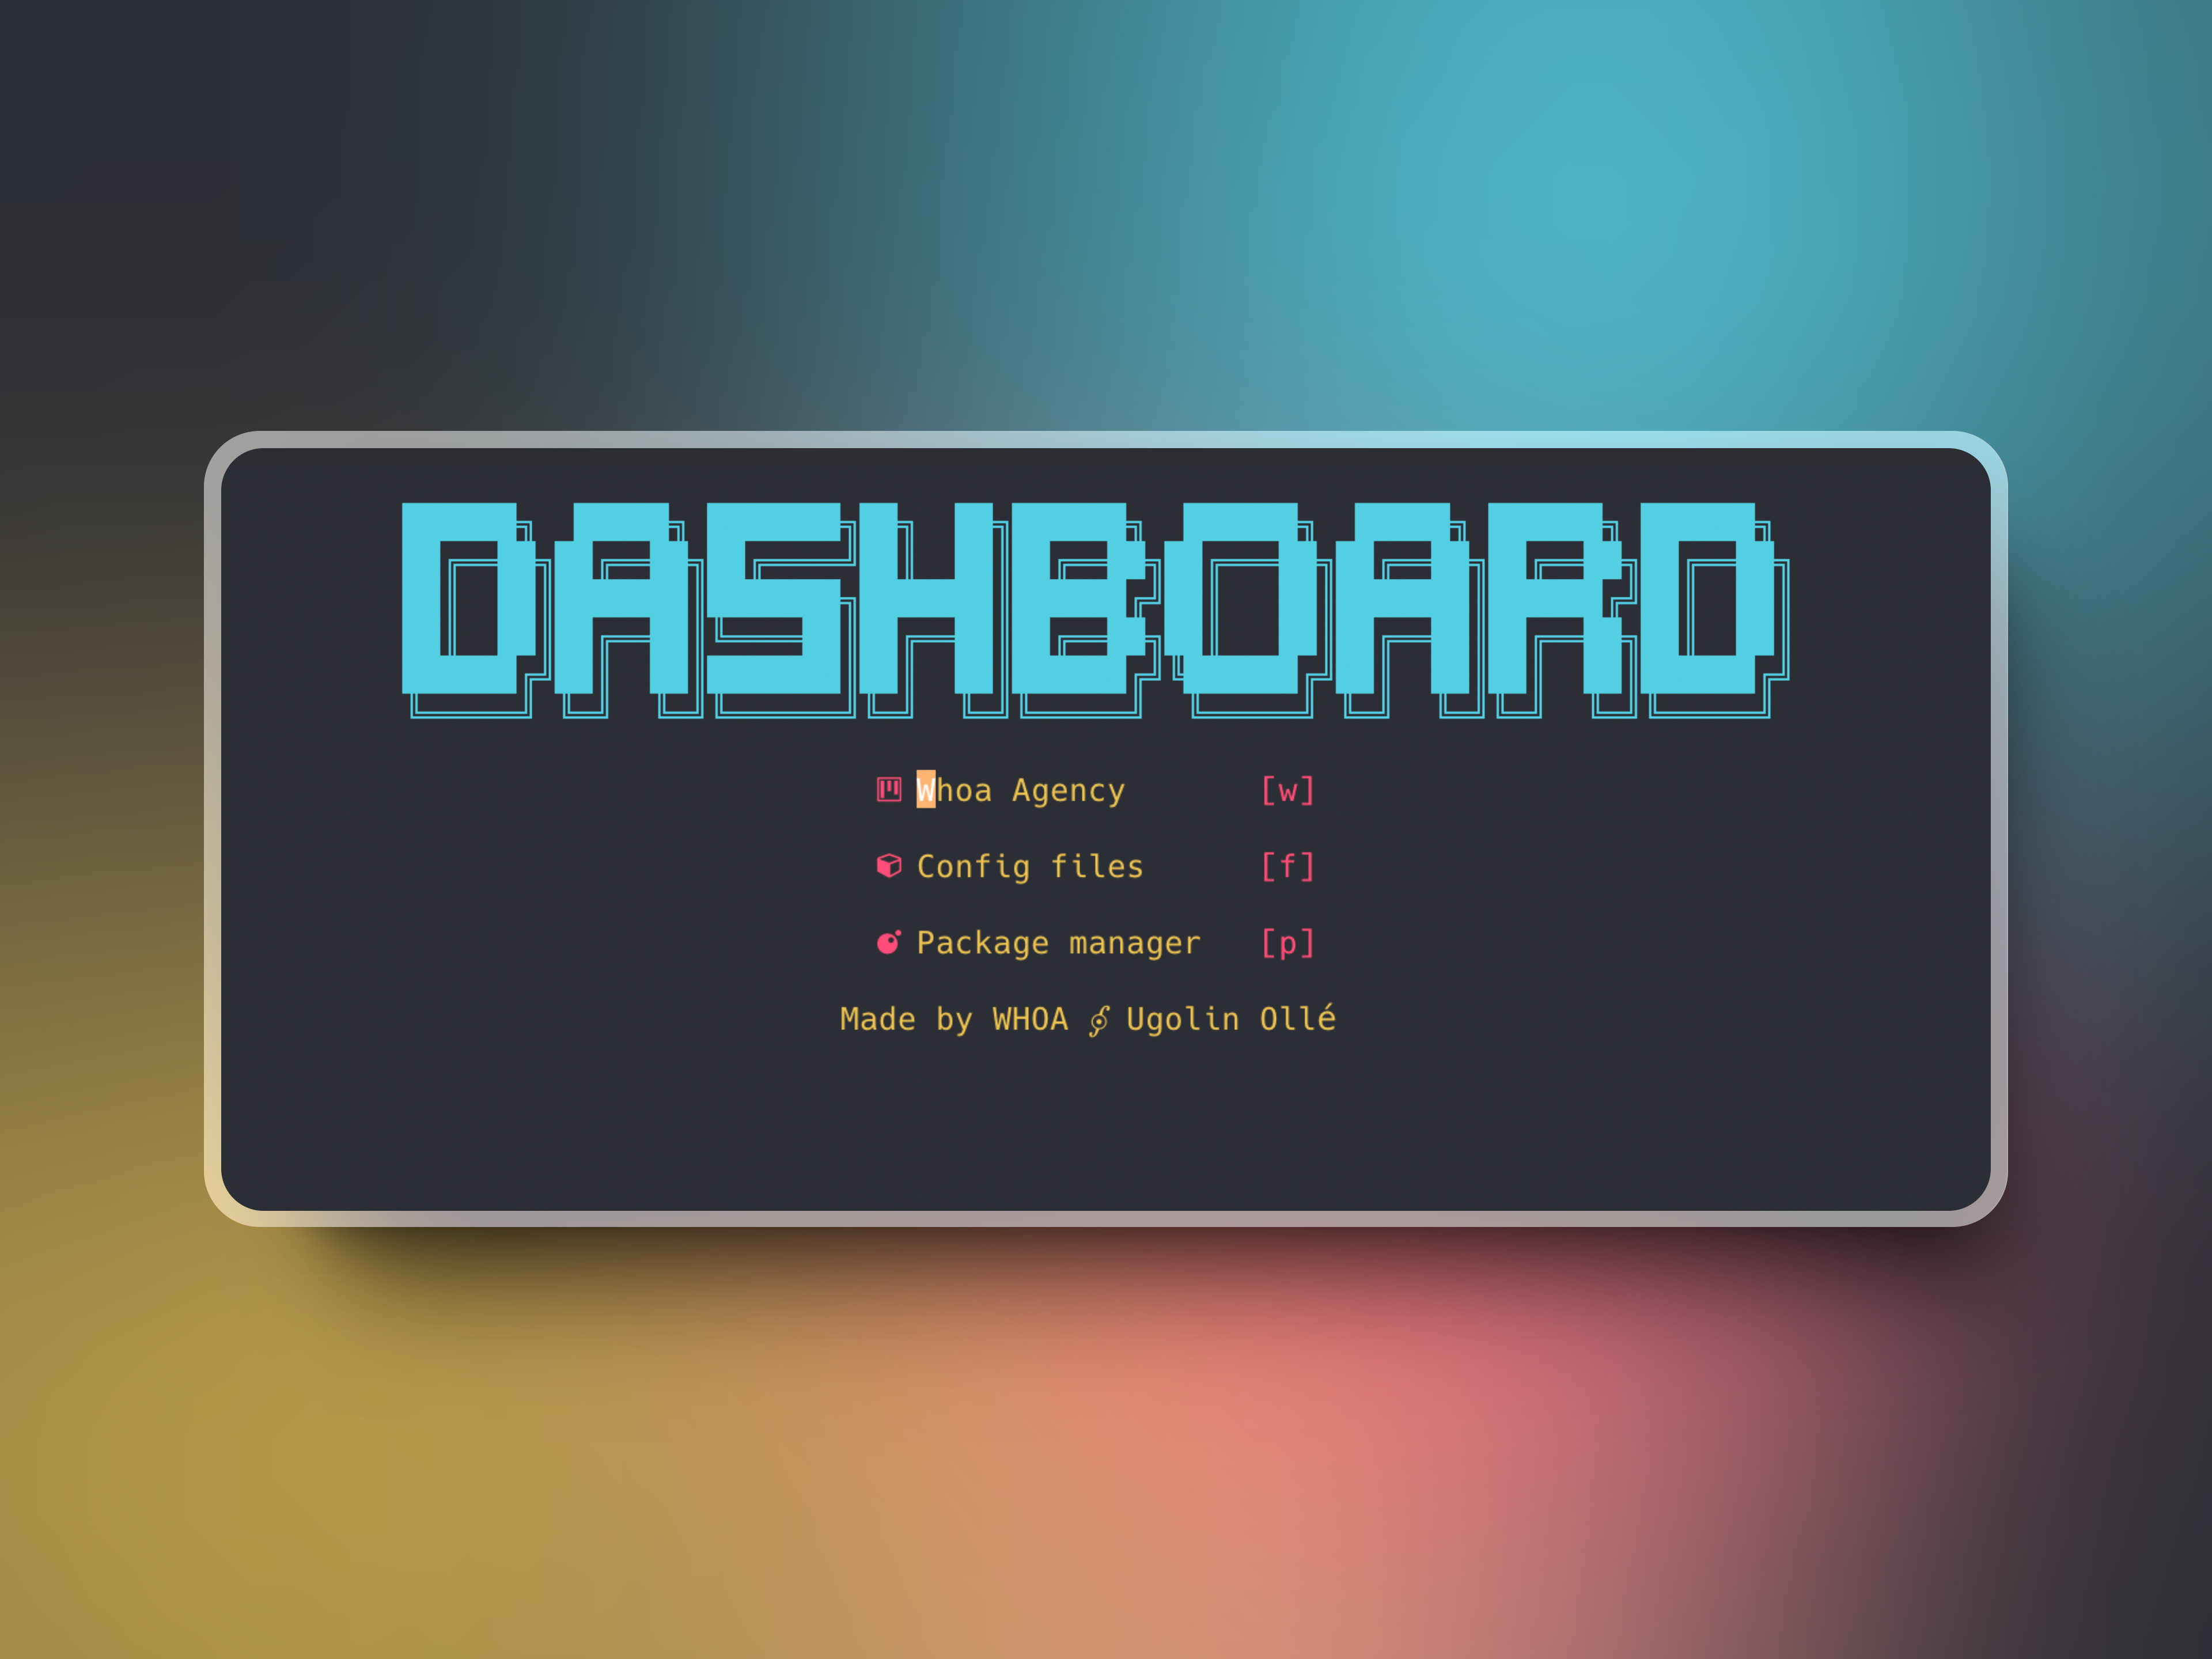 DASHBOARD
Whoa Agency [w]
Config files [f]
Package manager [p]
Made by WHOA ∮ Ugolin Ollé